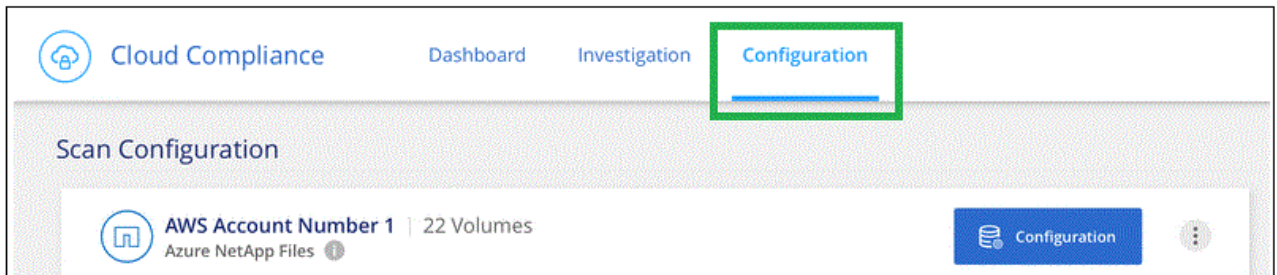 Cloud Compliance Dashboard Investigation Configuration
Scan Configuration
AWS Account Number 1 | 22 Volumes
Azure NetApp Files
Configuration